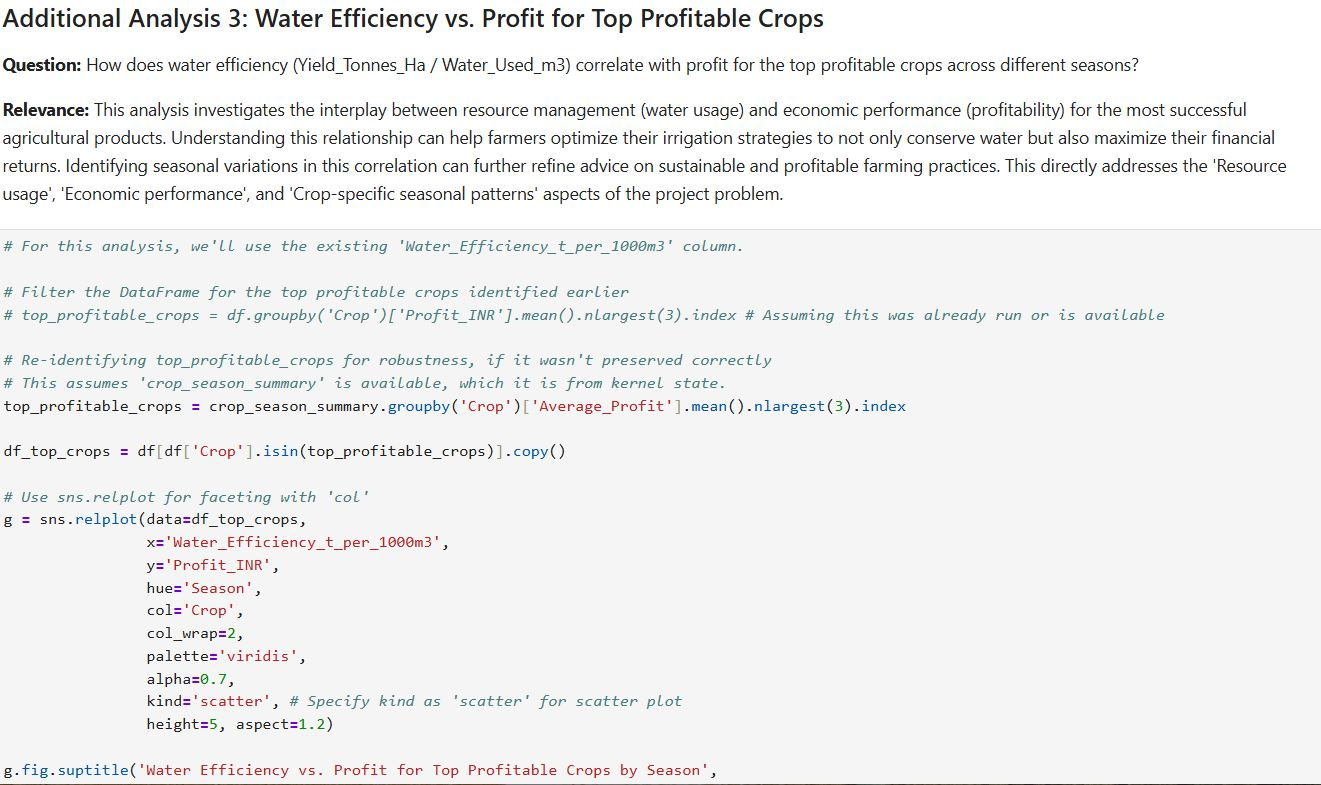 Additional Analysis 3: Water Efficiency vs. Profit for Top Profitable Crops
Question: How does water efficiency (Yield_Tonnes_Ha / Water_Used_m3) correlate with profit for the top profitable crops across different seasons?
Relevance: This analysis investigates the interplay between resource management (water usage) and economic performance (profitability) for the most successful
agricultural products. Understanding this relationship can help farmers optimize their irrigation strategies to not only conserve water but also maximize their financial
returns. Identifying seasonal variations in this correlation can further refine advice on sustainable and profitable farming practices. This directly addresses the 'Resource
usage', 'Economic performance', and 'Crop-specific seasonal patterns' aspects of the project problem.
# For this analysis, we'll use the existing 'Water_Efficiency_t_per_1000m3' column.
# Filter the DataFrame for the top profitable crops identified earlier
# top_profitable_crops = df.groupby('Crop')['Profit_INR'].mean().nlargest(3).index # Assuming this was already run or is available
# Re-identifying top_profitable_crops for robustness, if it wasn't preserved correctly
# This assumes 'crop_season_summary' is available, which it is from kernel state.
top_profitable_crops = crop_season_summary.groupby('Crop')['Average_Profit'].mean().nlargest(3).index
df_top_crops = df[df['Crop'].isin(top_profitable_crops)].copy()
# Use sns.relplot for faceting with 'col'
g = sns.relplot(data=df_top_crops,
x='Water_Efficiency_t_per_1000m3',
y='Profit_INR',
hue='Season',
col='Crop',
col_wrap=2,
palette='viridis',
alpha=0.7,
kind='scatter', # Specify kind as 'scatter' for scatter plot
height=5, aspect=1.2)
g.fig.suptitle('Water Efficiency vs. Profit for Top Profitable Crops by Season',